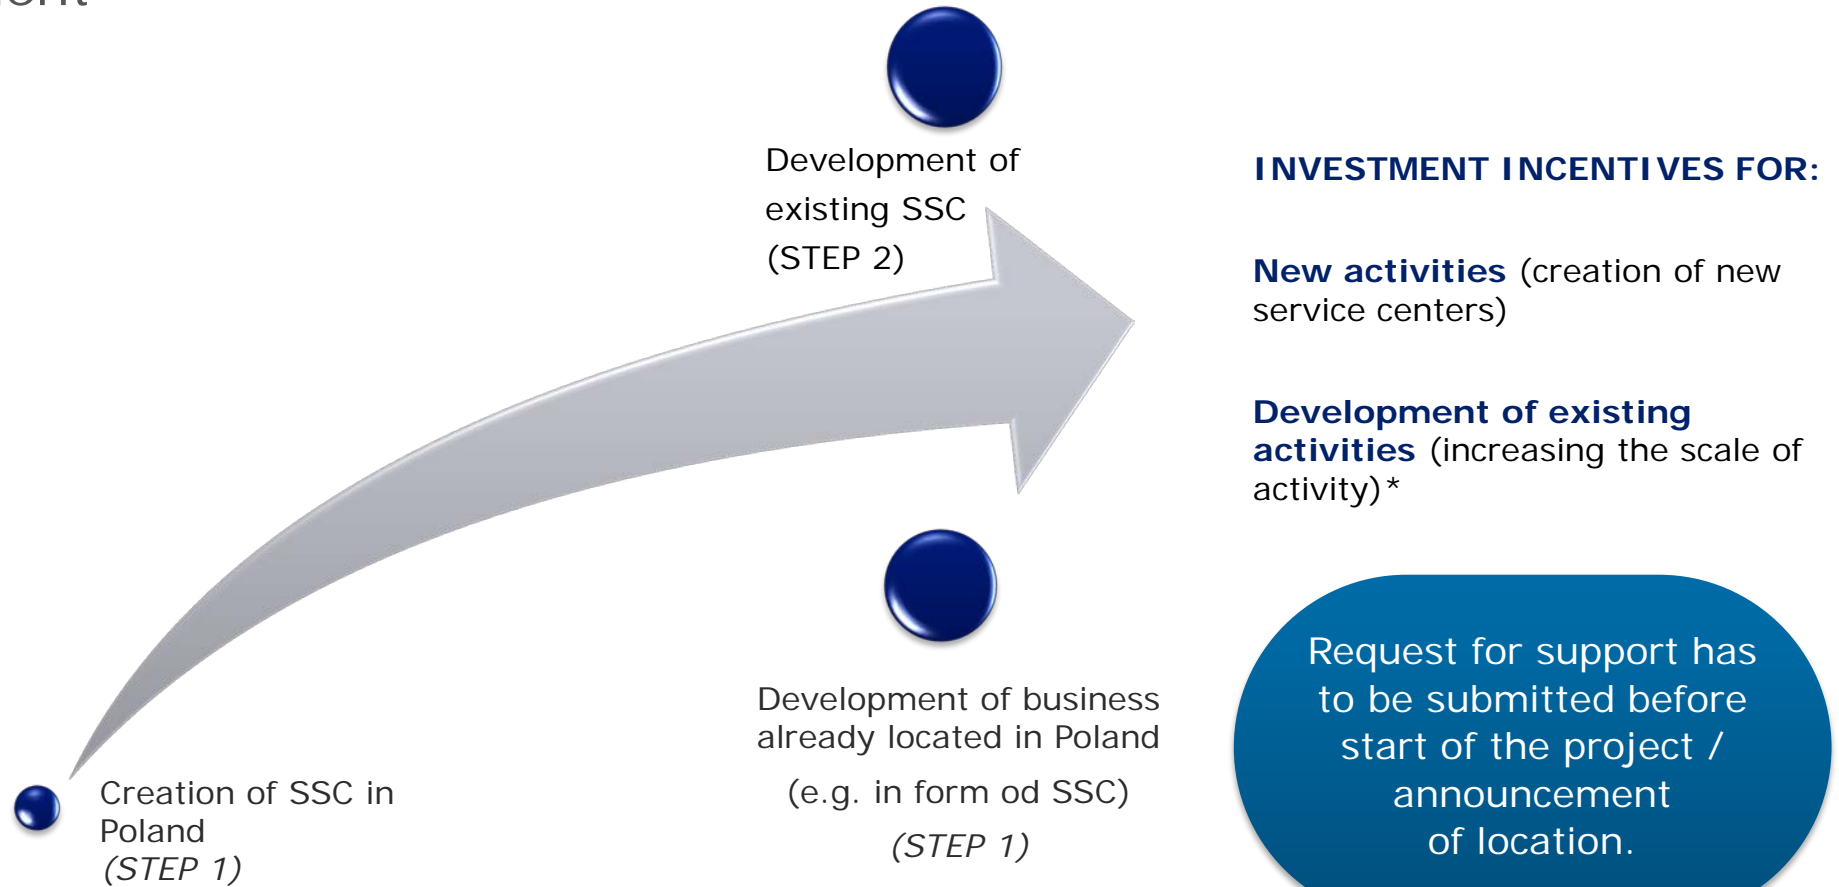 Development of
existing SSC
(STEP 2)
INVESTMENT INCENTIVES FOR:
New activities (creation of new
service centers)
Development of existing
activities (increasing the scale of
activity)*
Development of business
already located in Poland
(e.g. in form od SSC)
(STEP 1)
Creation of SSC in
Poland
(STEP 1)
Request for support has
to be submitted before
start of the project /
announcement
of location.